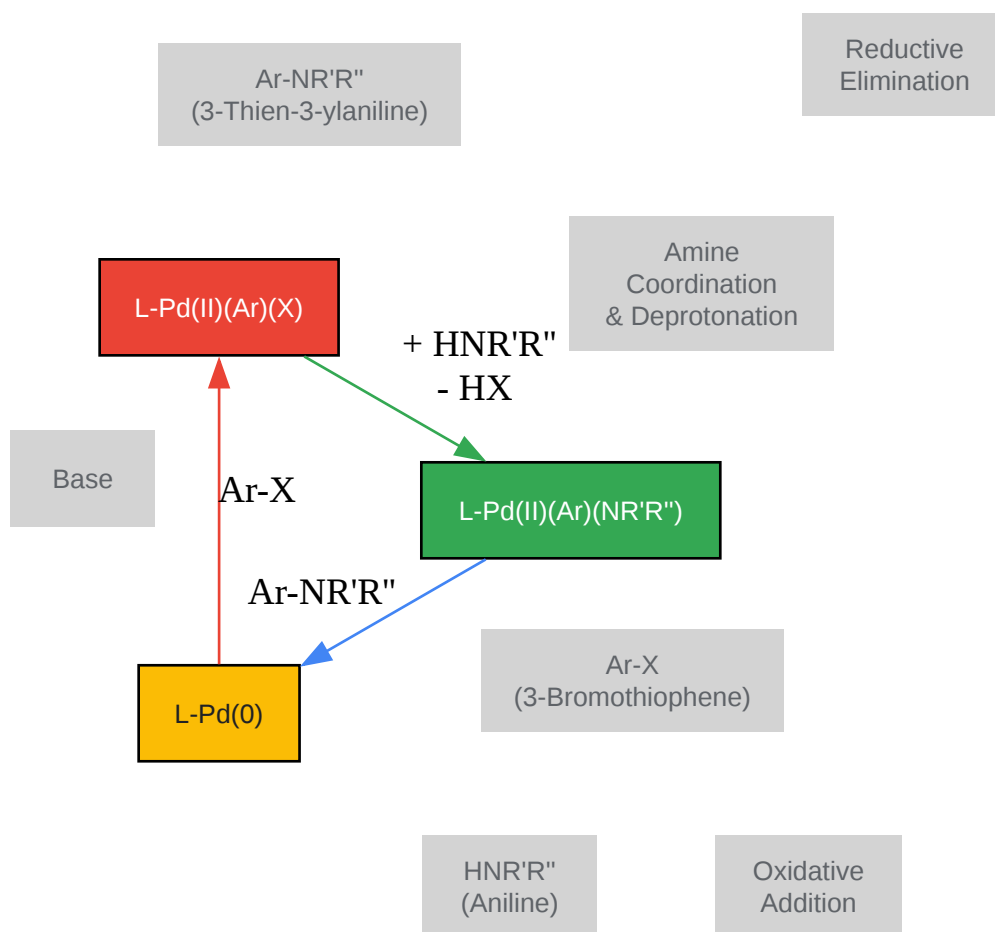 Reductive
Elimination
Ar-NR'R''
(3-Thien-3-ylaniline)
Amine
Coordination
& Deprotonation
L-Pd(II)(Ar)(X)
+ HNR'R''
- HX
Base
Ar-X
L-Pd(II)(Ar)(NR'R'')
Ar-NR'R''
Ar-X
(3-Bromothiophene)
L-Pd(0)
HNR'R''
(Aniline)
Oxidative
Addition